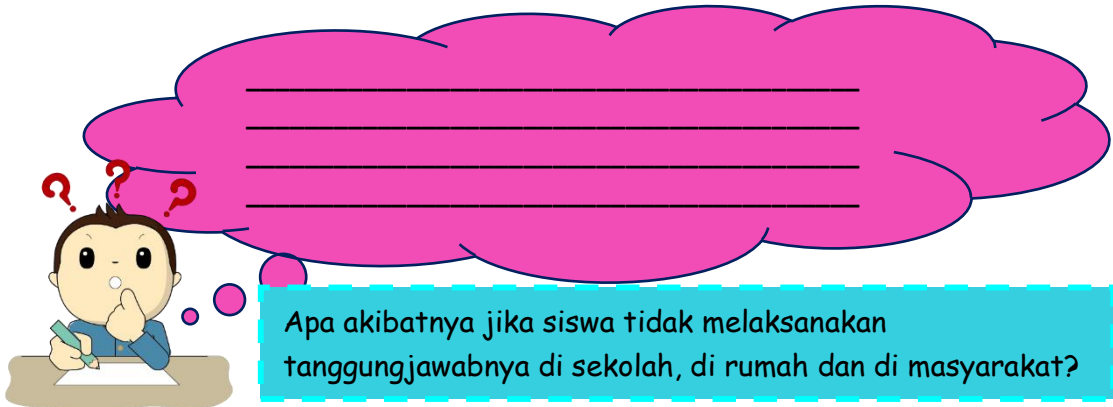 ? ? ?
Apa akibatnya jika siswa tidak melaksanakan
tanggungjawabnya di sekolah, di rumah dan di masyarakat?